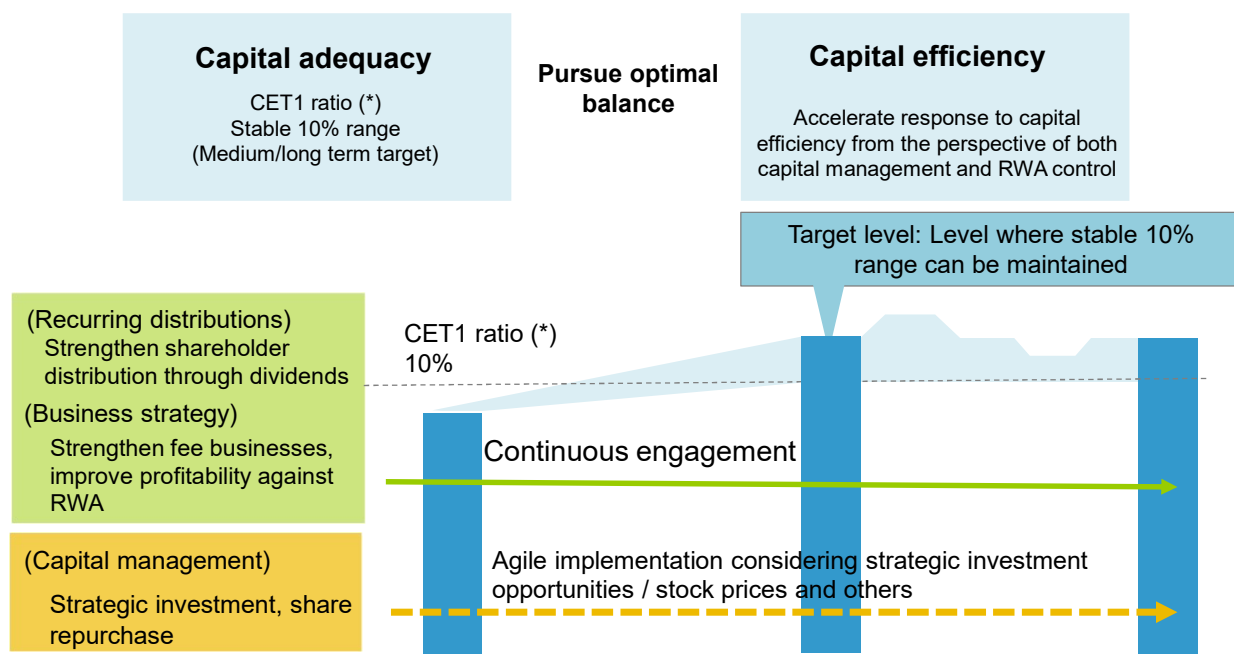 Capital adequacy
CET1 ratio (*)
Stable 10% range
(Medium/long term target)
Pursue optimal
balance
Capital efficiency
Accelerate response to capital
efficiency from the perspective of both
capital management and RWA control
Target level: Level where stable 10%
range can be maintained
(Recurring distributions)
Strengthen shareholder
distribution through dividends
(Business strategy)
Strengthen fee businesses,
improve profitability against
RWA
CET1 ratio (*)
10%
Continuous engagement
(Capital management)
Strategic investment, share
repurchase
Agile implementation considering strategic investment
opportunities / stock prices and others